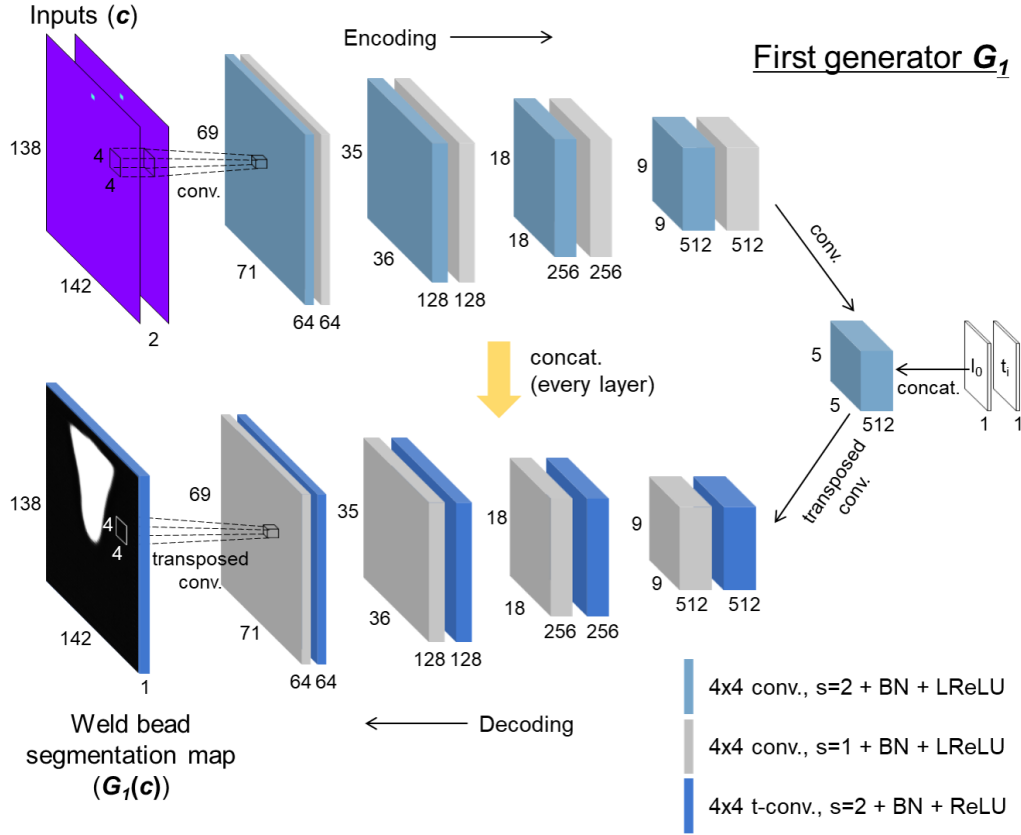 Inputs (c)
Encoding
First generator G1
138
4
4
conv.
142
2
69
71
64 64
35
36
128 128
18
18
256 256
9
9
512 512
conv.
5
5
512
concat.
I0
ti
1 1
concat.
(every layer)
transposed
conv.
138
4
4
transposed
conv.
142
1
69
71
64 64
35
36
128 128
18
18
256 256
9
9
512 512
Weld bead
segmentation map
(G1(c))
Decoding
4x4 conv., s=2 + BN + LReLU
4x4 conv., s=1 + BN + LReLU
4x4 t-conv., s=2 + BN + ReLU